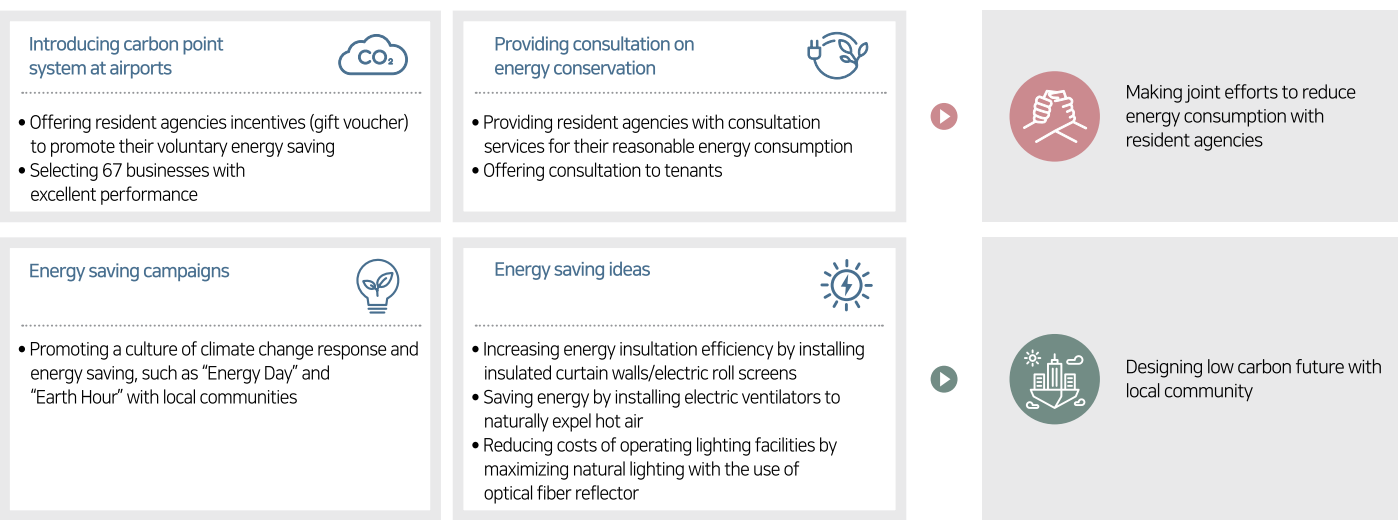 Introducing carbon point
system at airports
CO₂
• Offering resident agencies incentives (gift voucher)
to promote their voluntary energy saving
• Selecting 67 businesses with
excellent performance
Providing consultation on
energy conservation
• Providing resident agencies with consultation
services for their reasonable energy consumption
• Offering consultation to tenants
Making joint efforts to reduce
energy consumption with
resident agencies
Energy saving campaigns
• Promoting a culture of climate change response and
energy saving, such as “Energy Day” and
“Earth Hour” with local communities
Energy saving ideas
• Increasing energy insultation efficiency by installing
insulated curtain walls/electric roll screens
• Saving energy by installing electric ventilators to
naturally expel hot air
• Reducing costs of operating lighting facilities by
maximizing natural lighting with the use of
optical fiber reflector
Designing low carbon future with
local community